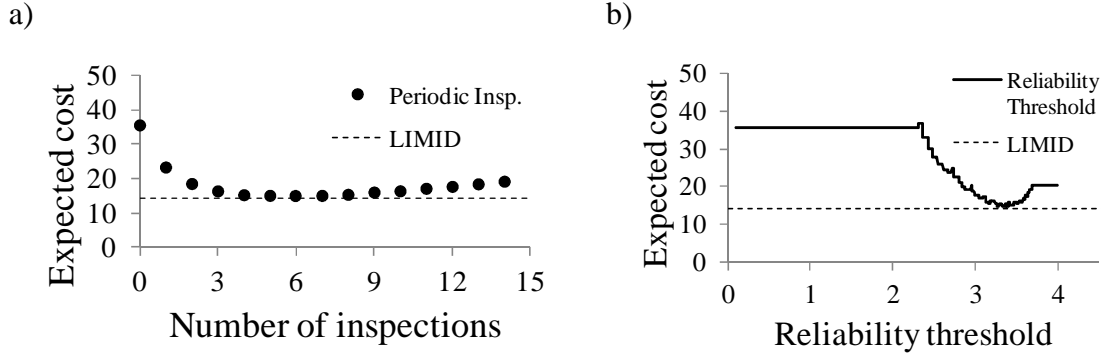 a)
50
40
30
20
10
0
Expected cost
Periodic Insp.
LIMID
0 3 6 9 12 15
Number of inspections
b)
50
40
30
20
10
0
Expected cost
Reliability
Threshold
LIMID
0 1 2 3 4
Reliability threshold